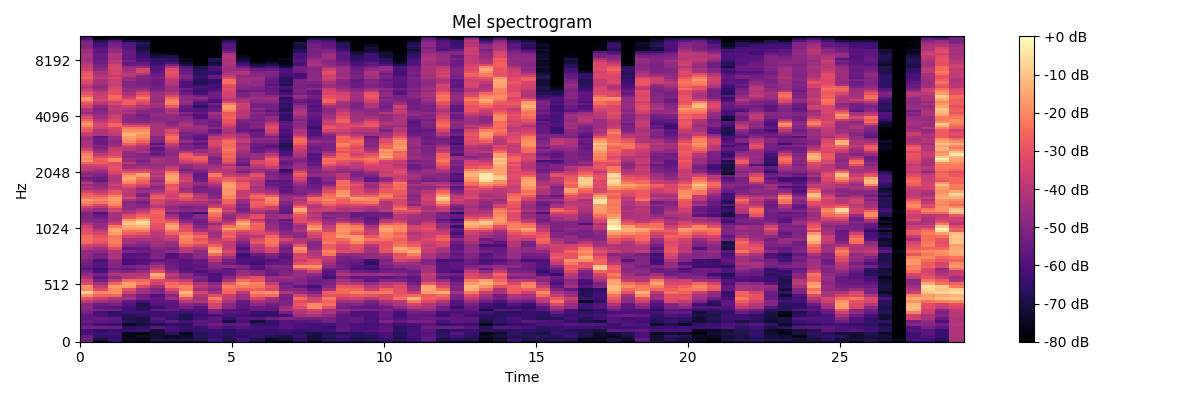 Mel spectrogram
Hz
8192
4096
2048
1024
512
0
0 5 10 15 20 25
Time
+0 dB
-10 dB
-20 dB
-30 dB
-40 dB
-50 dB
-60 dB
-70 dB
-80 dB